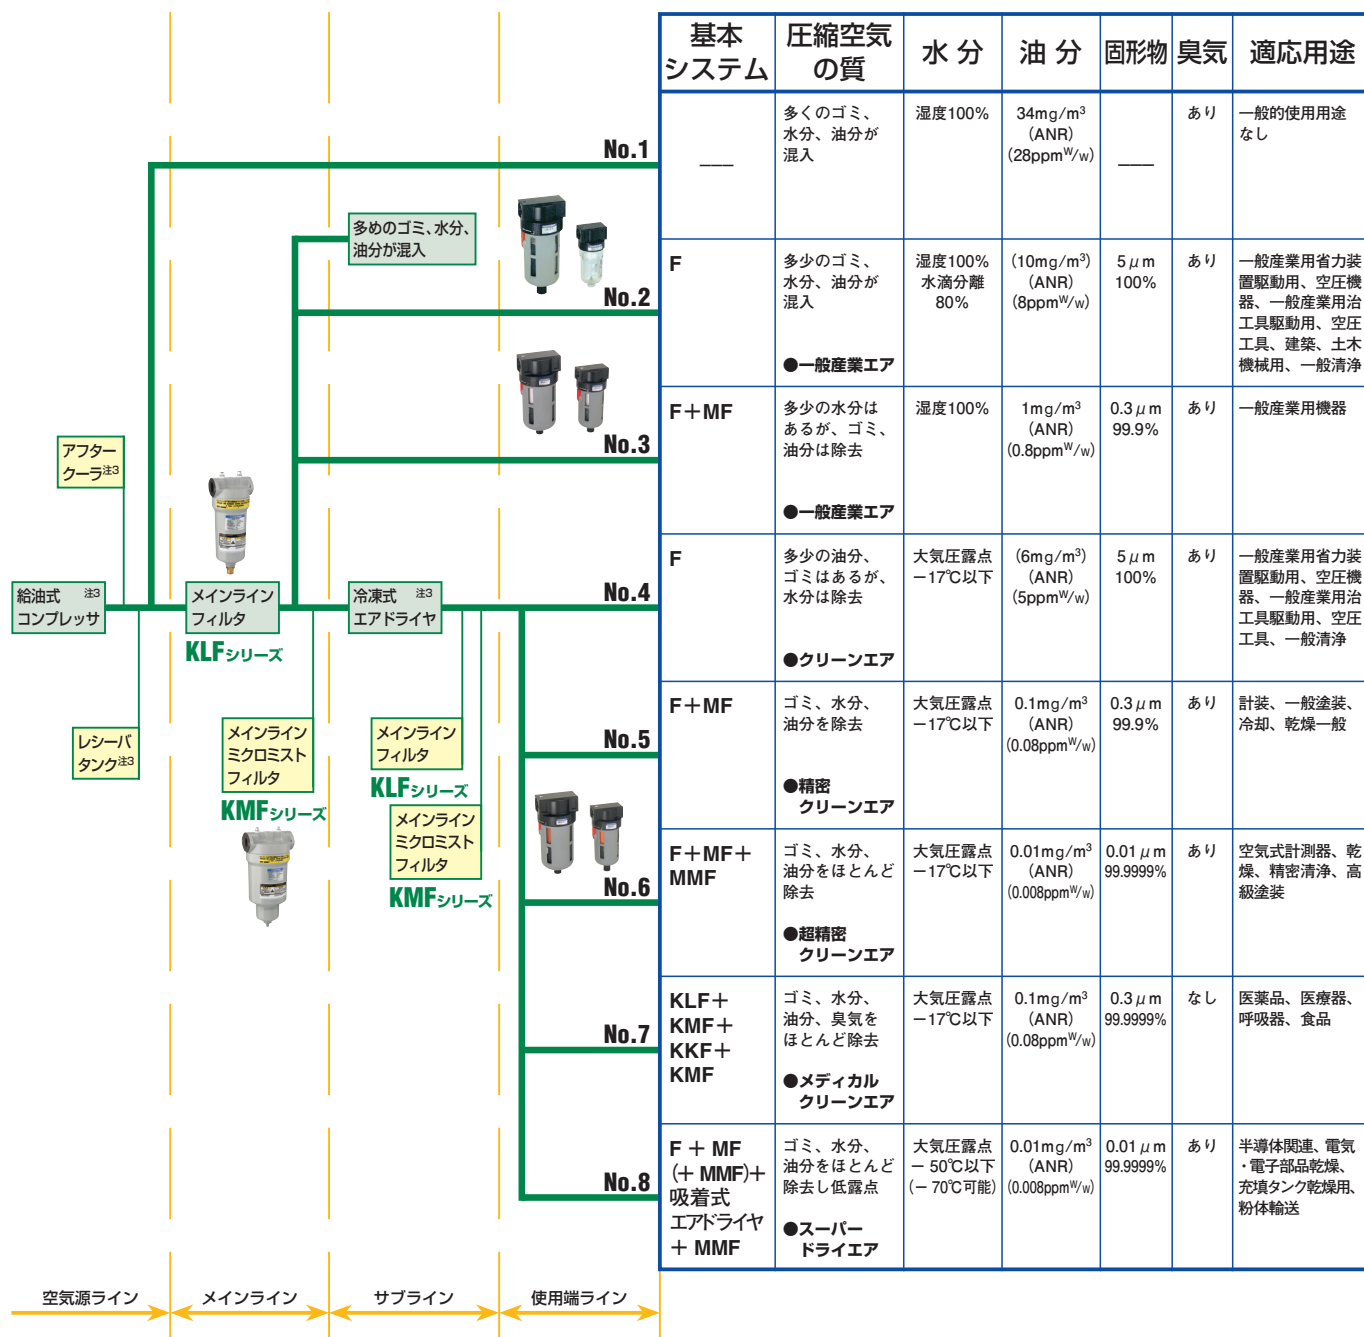 基本
システム
圧縮空気
の質
水 分
油 分
固形物
臭気
適応用途
No.1
———
多くのゴミ、
水分、油分が
混入
湿度100%
34mg/m³
(ANR)
(28ppmW/w)
———
あり
一般的使用用途
なし
多めのゴミ、水分、
油分が混入
No.2
F
多少のゴミ、
水分、油分が
混入
●一般産業エア
湿度100%
水滴分離
80%
(10mg/m³)
(ANR)
(8ppmW/w)
5μm
100%
あり
一般産業用省力装
置駆動用、空圧機
器、一般産業用治
工具駆動用、空圧
工具、建築、土木
機械用、一般清浄
No.3
F+MF
多少の水分は
あるが、ゴミ、
油分は除去
●一般産業エア
湿度100%
1mg/m³
(ANR)
(0.8ppmW/w)
0.3μm
99.9%
あり
一般産業用機器
アフター
クーラ注3
給油式 注3
コンプレッサ
レシーバ
タンク注3
メインライン
フィルタ
KLFシリーズ
メインライン
ミクロミスト
フィルタ
KMFシリーズ
冷凍式 注3
エアドライヤ
メインライン
フィルタ
KLFシリーズ
メインライン
ミクロミスト
フィルタ
KMFシリーズ
No.4
F
多少の油分、
ゴミはあるが、
水分は除去
●クリーンエア
大気圧露点
−17℃以下
(6mg/m³)
(ANR)
(5ppmW/w)
5μm
100%
あり
一般産業用省力装
置駆動用、空圧機
器、一般産業用治
工具駆動用、空圧
工具、一般清浄
No.5
F+MF
ゴミ、水分、
油分を除去
●精密
クリーンエア
大気圧露点
−17℃以下
0.1mg/m³
(ANR)
(0.08ppmW/w)
0.3μm
99.9%
あり
計装、一般塗装、
冷却、乾燥一般
No.6
F+MF+
MMF
ゴミ、水分、
油分をほとんど
除去
●超精密
クリーンエア
大気圧露点
−17℃以下
0.01mg/m³
(ANR)
(0.008ppmW/w)
0.01μm
99.9999%
あり
空気式計測器、乾
燥、精密清浄、高
級塗装
No.7
KLF+
KMF+
KKF+
KMF
ゴミ、水分、
油分、臭気を
ほとんど除去
●メディカル
クリーンエア
大気圧露点
−17℃以下
0.1mg/m³
(ANR)
(0.08ppmW/w)
0.3μm
99.9999%
なし
医薬品、医療器、
呼吸器、食品
No.8
F + MF
(+ MMF)+
吸着式
エアドライヤ
+ MMF
ゴミ、水分、
油分をほとんど
除去し低露点
●スーパー
ドライエア
大気圧露点
− 50℃以下
(− 70℃可能)
0.01mg/m³
(ANR)
(0.008ppmW/w)
0.01μm
99.9999%
あり
半導体関連、電気
・電子部品乾燥、
充填タンク乾燥用、
粉体輸送
空気源ライン
メインライン
サブライン
使用端ライン